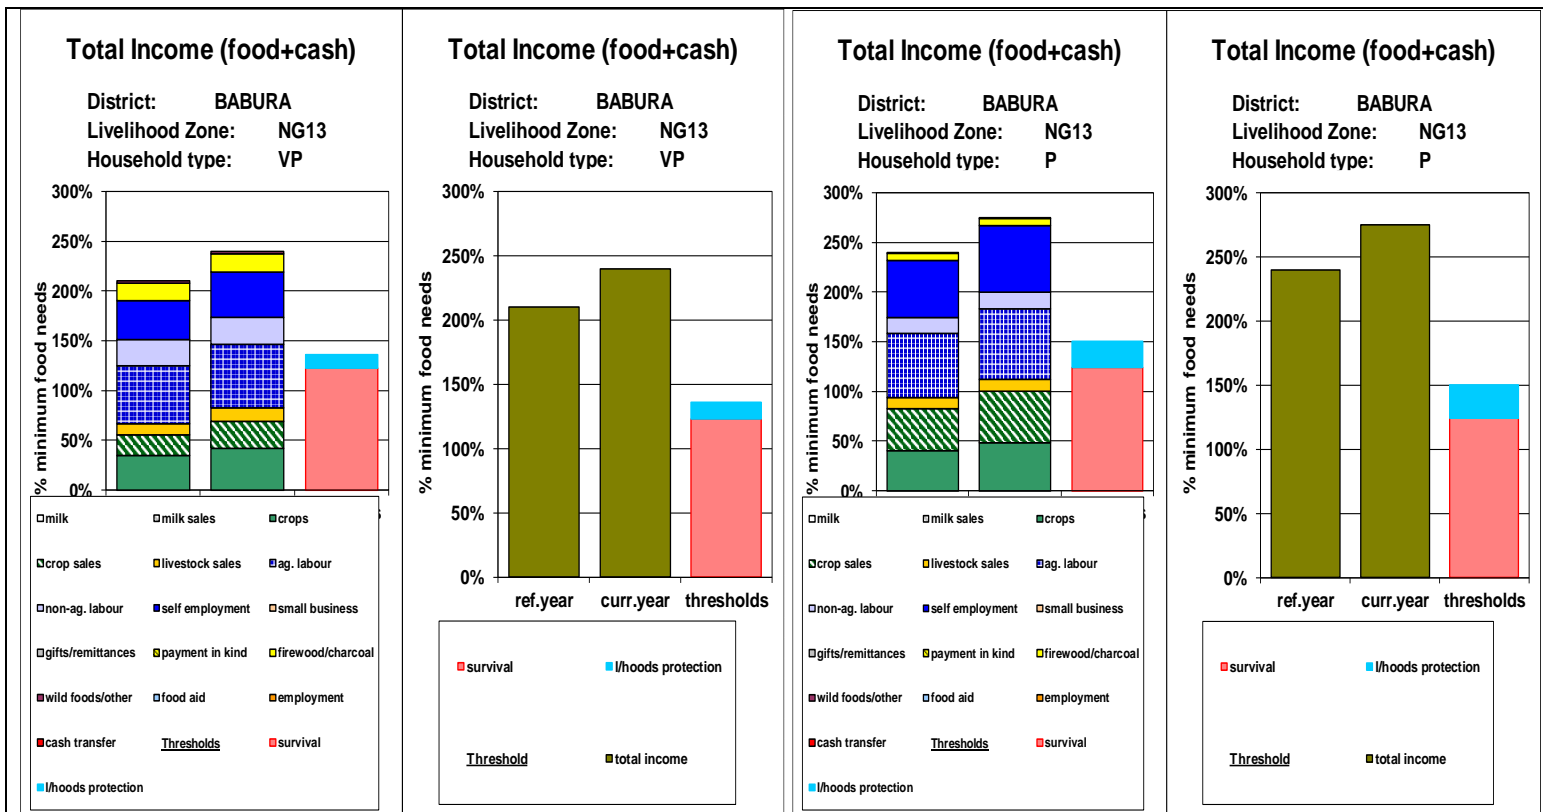 Total Income (food+cash)
District: BABURA
Livelihood Zone: NG13
Household type: VP
300%
250%
200%
150%
100%
50%
0%
% minimum food needs
milk milk sales crops
crop sales livestock sales ag. labour
non-ag. labour self employment small business
gifts/remittances payment in kind firewood/charcoal
wild foods/other food aid employment
cash transfer Thresholds survival
l/hoods protection
Total Income (food+cash)
District: BABURA
Livelihood Zone: NG13
Household type: VP
300%
250%
200%
150%
100%
50%
0%
% minimum food needs
ref.year curr.year thresholds
survival l/hoods protection
Threshold total income
Total Income (food+cash)
District: BABURA
Livelihood Zone: NG13
Household type: P
300%
250%
200%
150%
100%
50%
0%
% minimum food needs
milk milk sales crops
crop sales livestock sales ag. labour
non-ag. labour self employment small business
gifts/remittances payment in kind firewood/charcoal
wild foods/other food aid employment
cash transfer Thresholds survival
l/hoods protection
Total Income (food+cash)
District: BABURA
Livelihood Zone: NG13
Household type: P
300%
250%
200%
150%
100%
50%
0%
% minimum food needs
ref.year curr.year thresholds
survival l/hoods protection
Threshold total income